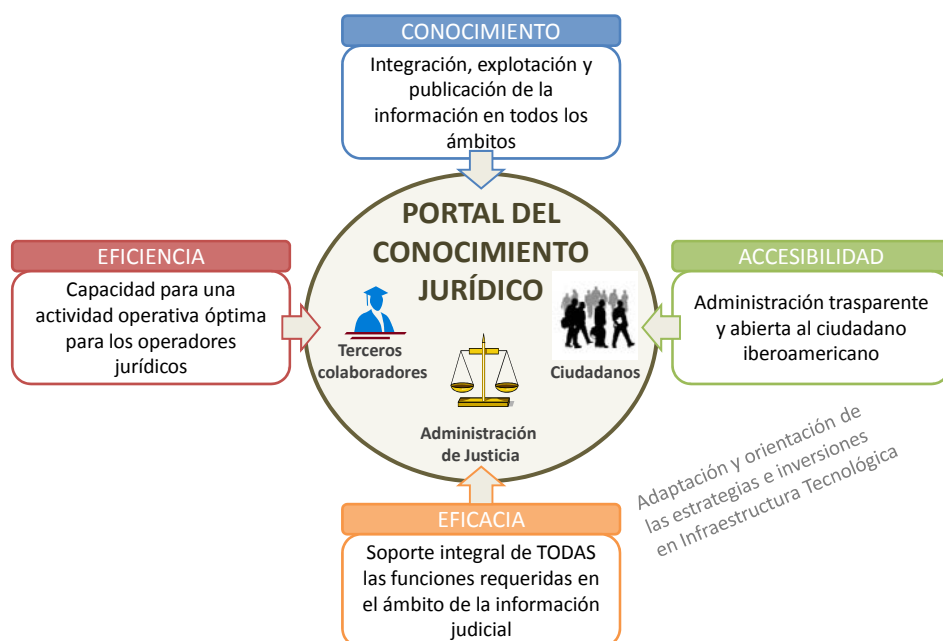 CONOCIMIENTO
Integración, explotación y
publicación de la
información en todos los
ámbitos
PORTAL DEL
CONOCIMIENTO
JURÍDICO
EFICIENCIA
Capacidad para una
actividad operativa óptima
para los operadores
jurídicos
ACCESIBILIDAD
Administración trasparente
y abierta al ciudadano
iberoamericano
Terceros
colaboradores
Ciudadanos
Administración
de Justicia
Adaptación y orientación de
las estrategias e inversiones
en Infraestructura Tecnológica
EFICACIA
Soporte integral de TODAS
las funciones requeridas en
el ámbito de la información
judicial